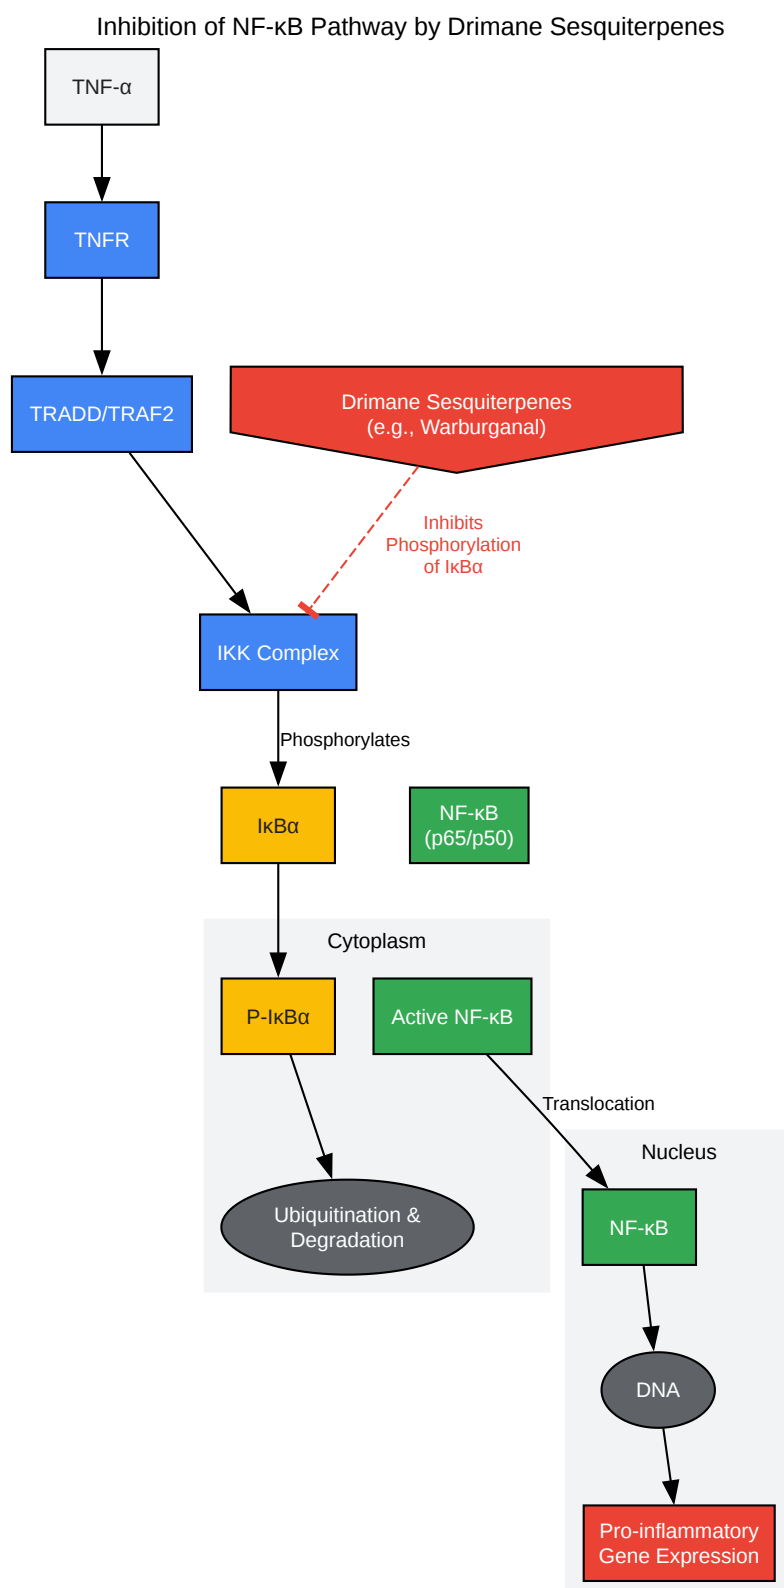 Inhibition of NF-κB Pathway by Drimane Sesquiterpenes
TNF-α
TNFR
TRADD/TRAF2
Drimane Sesquiterpenes
(e.g., Warburganal)
Inhibits
Phosphorylation
of IκBα
IKK Complex
Phosphorylates
IκBα
NF-κB
(p65/p50)
Cytoplasm
P-IκBα
Active NF-κB
Translocation
Nucleus
Ubiquitination &
Degradation
NF-κB
DNA
Pro-inflammatory
Gene Expression